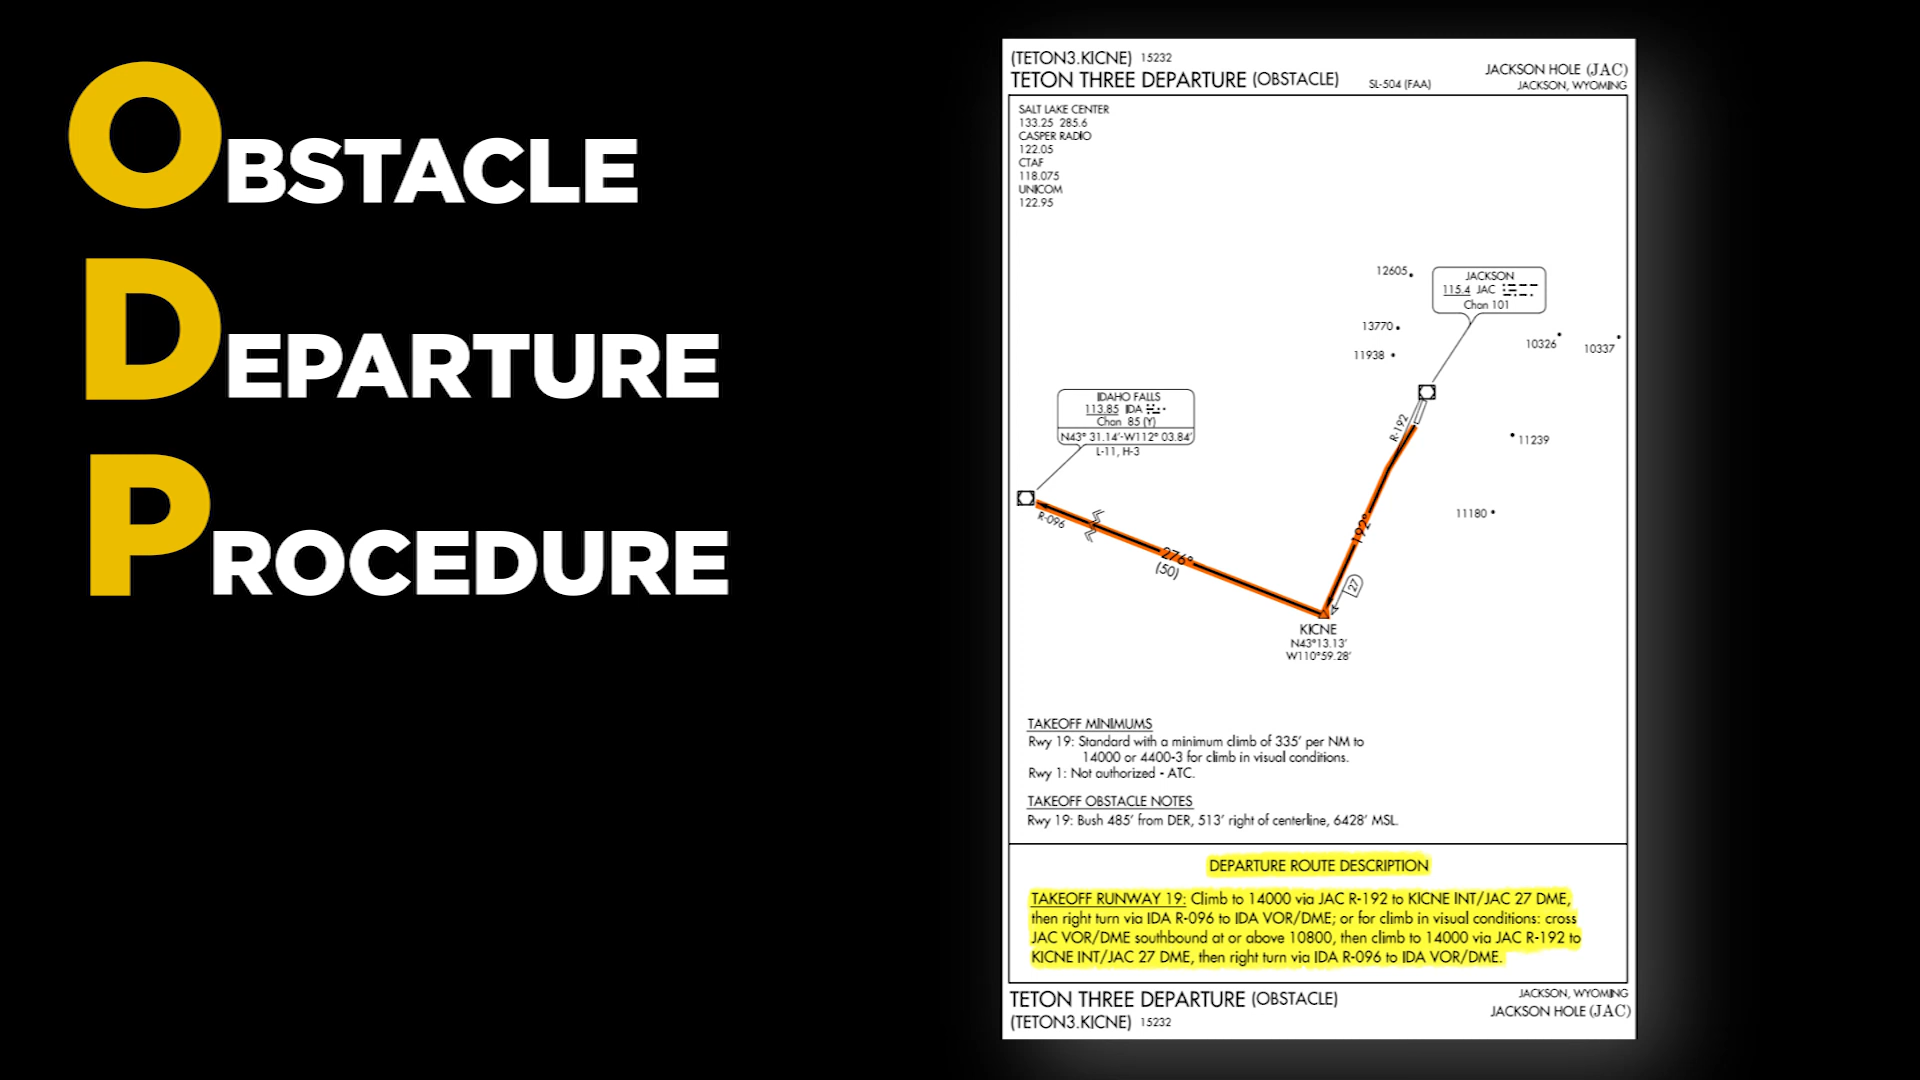 OBSTACLE
DEPARTURE
PROCEDURE
(TETON3.KICNE) 15232
TETON THREE DEPARTURE (OBSTACLE)
SL-504 (FAA)
JACKSON HOLE (JAC)
JACKSON, WYOMING
SALT LAKE CENTER
133.25 285.6
CASPER RADIO
122.05
CTAF
118.075
UNICOM
122.95
12605
JACKSON
115.4 JAC
Chan 101
13770
11938
10326
10337
IDAHO FALLS
113.85 IDA
Chan 85 (Y)
N43° 31.14'-W112° 03.84'
L-11, H-3
R-192
11239
R-096
11180
192°
276°
(50)
27
KICNE
N43°13.13'
W110°59.28'
TAKEOFF MINIMUMS
Rwy 19: Standard with a minimum climb of 335' per NM to
14000 or 4400-3 for climb in visual conditions.
Rwy 1: Not authorized - ATC.
TAKEOFF OBSTACLE NOTES
Rwy 19: Bush 485' from DER, 513' right of centerline, 6428' MSL.
DEPARTURE ROUTE DESCRIPTION
TAKEOFF RUNWAY 19: Climb to 14000 via JAC R-192 to KICNE INT/JAC 27 DME,
then right turn via IDA R-096 to IDA VOR/DME; or for climb in visual conditions: cross
JAC VOR/DME southbound at or above 10800, then climb to 14000 via JAC R-192 to
KICNE INT/JAC 27 DME, then right turn via IDA R-096 to IDA VOR/DME.
TETON THREE DEPARTURE (OBSTACLE)
(TETON3.KICNE) 15232
JACKSON, WYOMING
JACKSON HOLE (JAC)